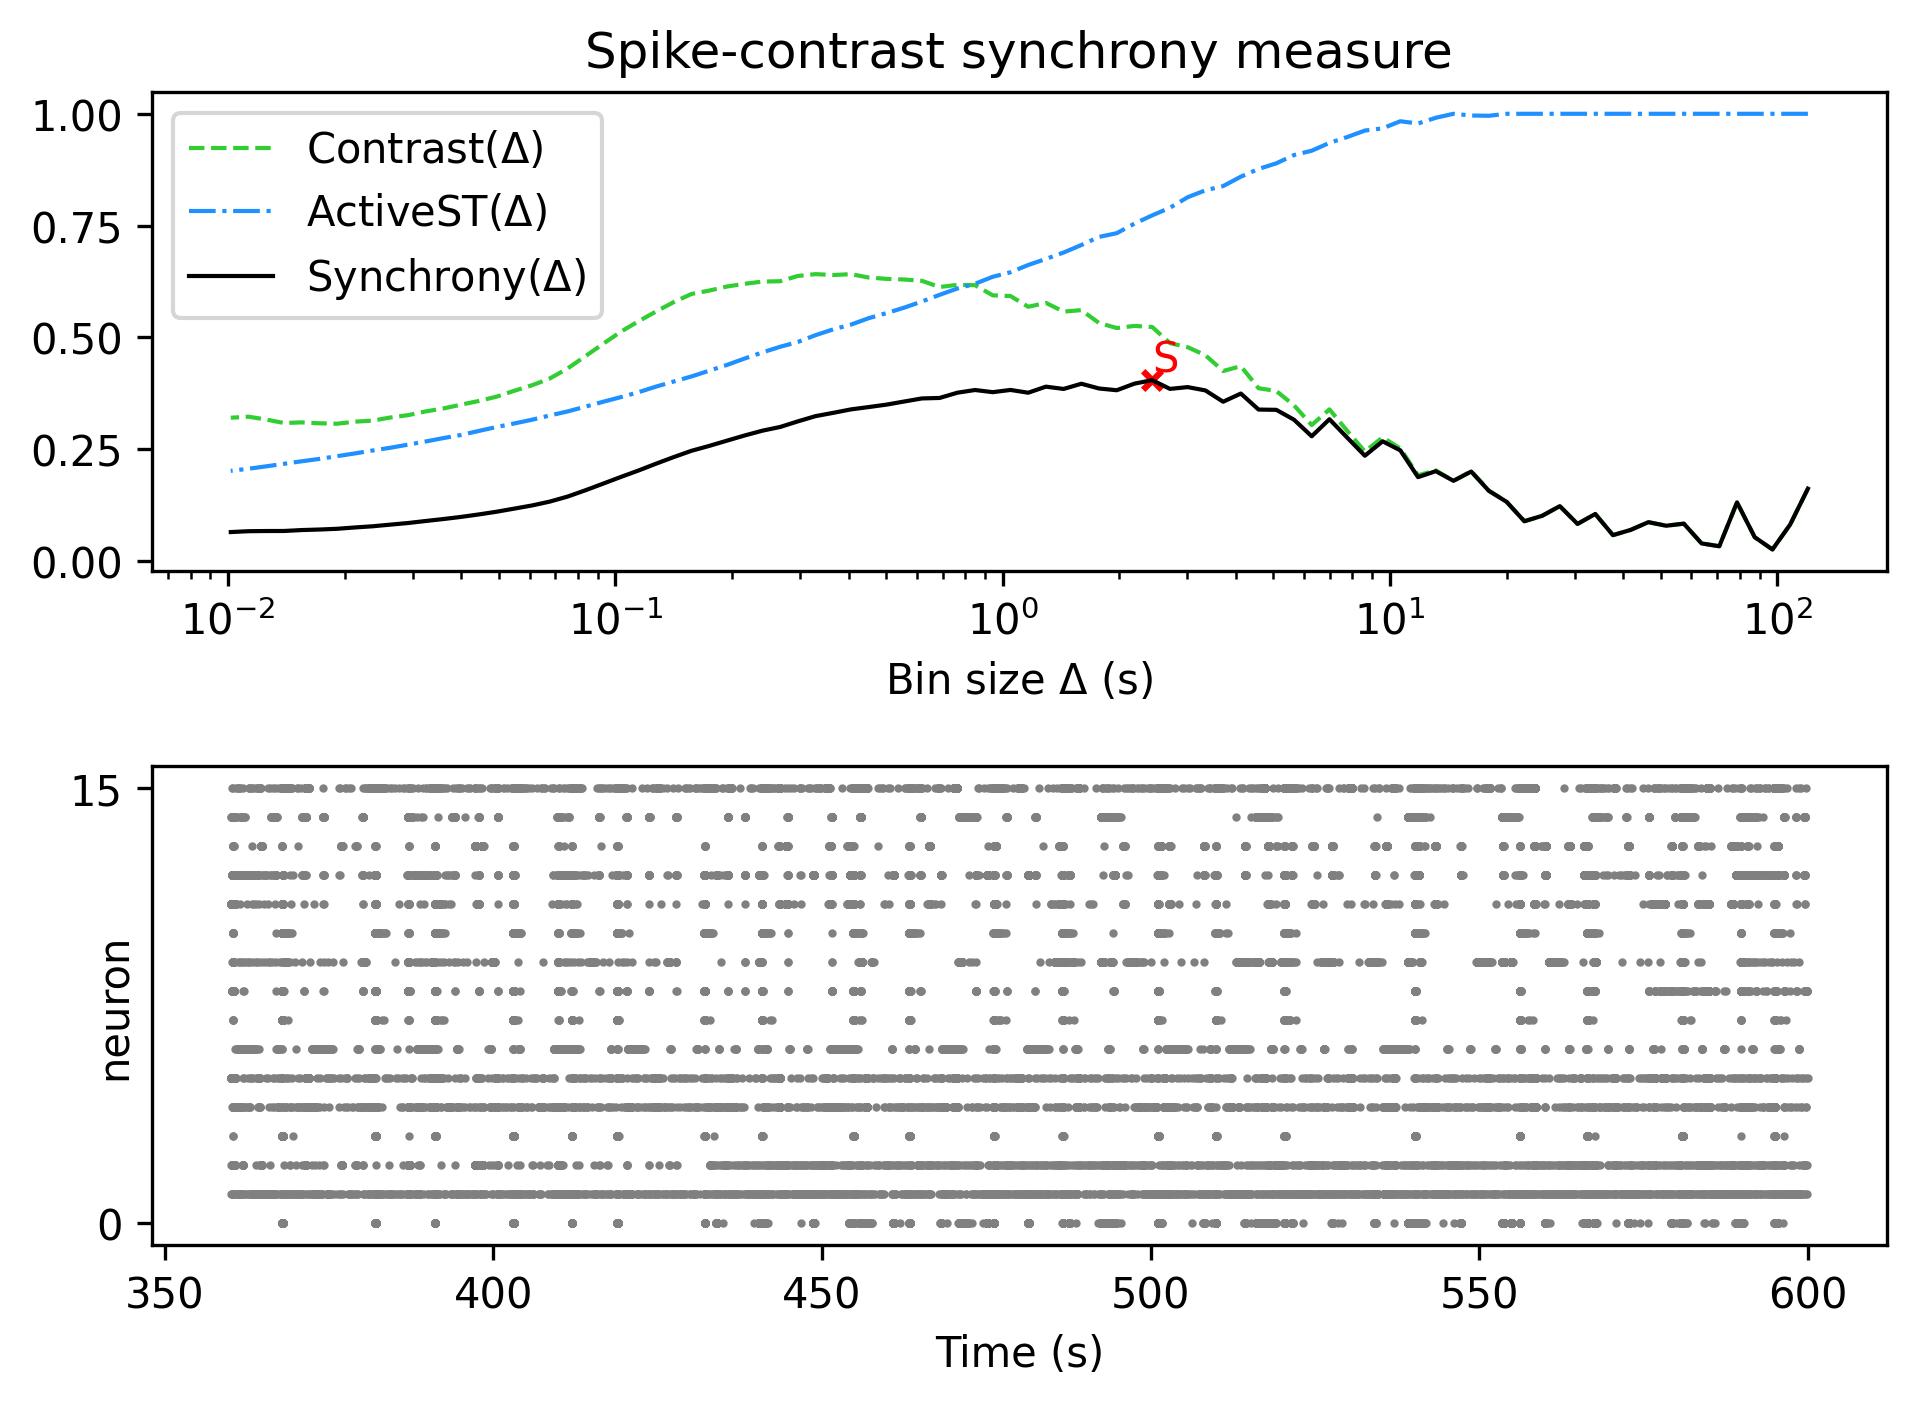 Spike-contrast synchrony measure
1.00
0.75
0.50
0.25
0.00
Contrast(Δ)
ActiveST(Δ)
Synchrony(Δ)
S
10⁻² 10⁻¹ 10⁰ 10¹ 10²
Bin size Δ (s)
15
0
neuron
350 400 450 500 550 600
Time (s)